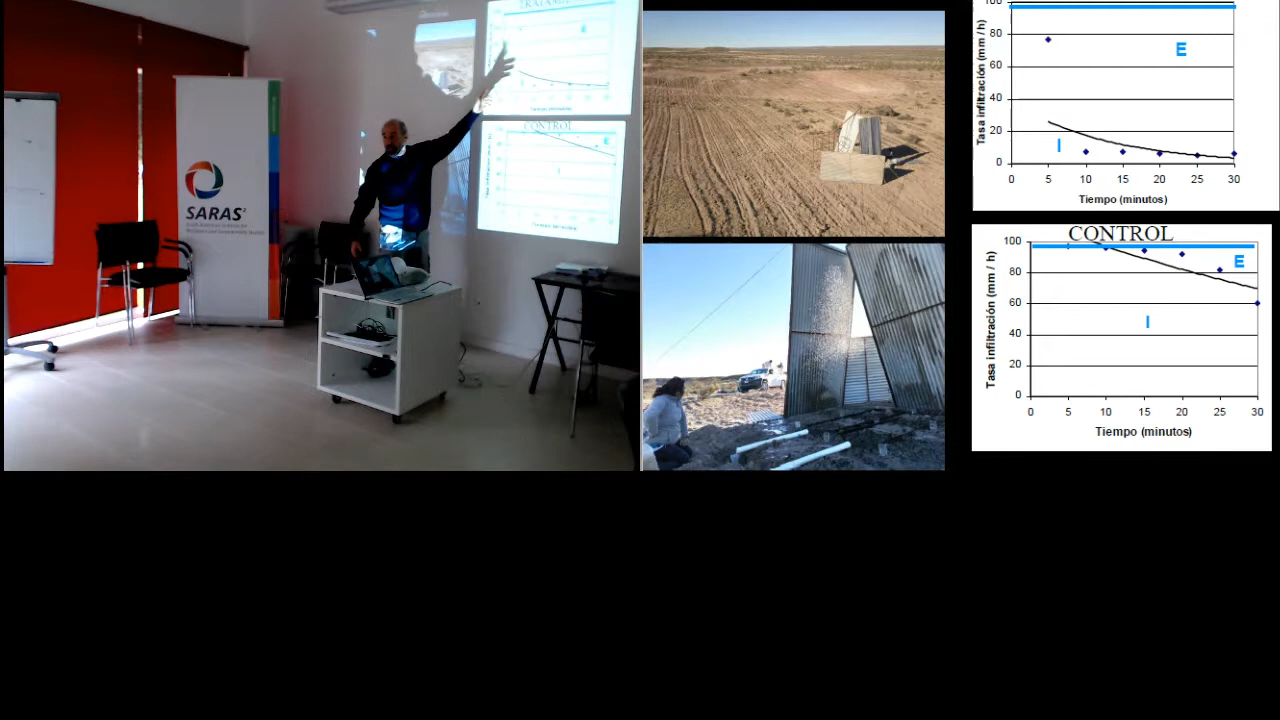 SARAS²
CONTROL
E
I
100
80
60
40
20
0
Tasa infiltración (mm / h)
E
I
0 5 10 15 20 25 30
Tiempo (minutos)
CONTROL
100
80
60
40
20
0
Tasa infiltración (mm / h)
E
I
0 5 10 15 20 25 30
Tiempo (minutos)